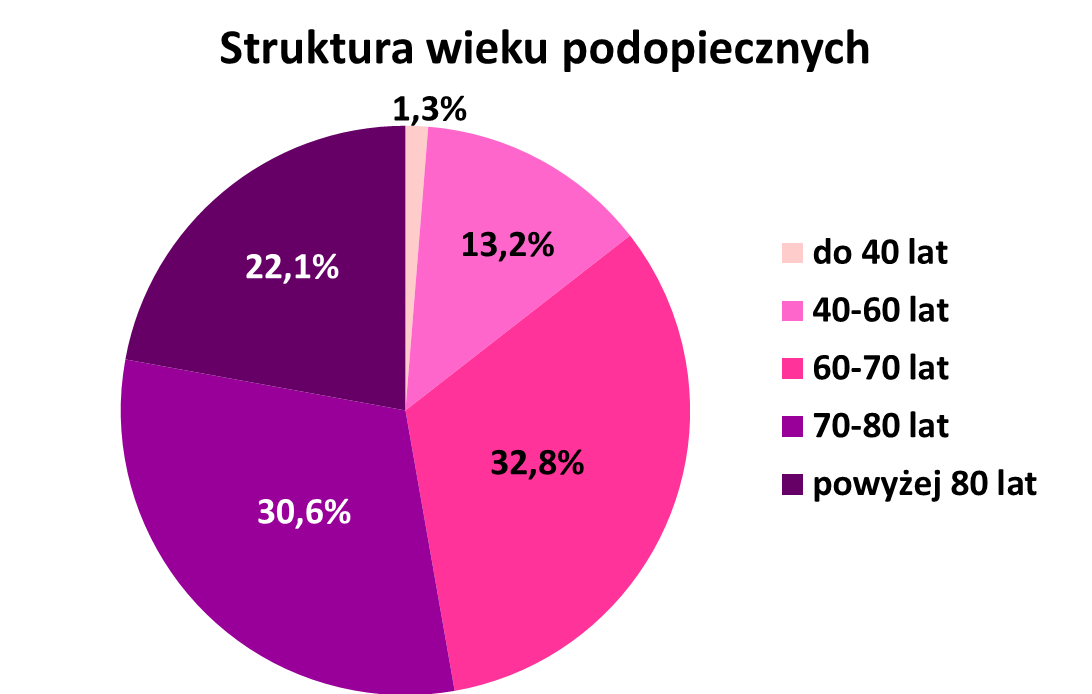 Struktura wieku podopiecznych
1,3%
13,2%
22,1%
32,8%
30,6%
do 40 lat
40-60 lat
60-70 lat
70-80 lat
powyżej 80 lat